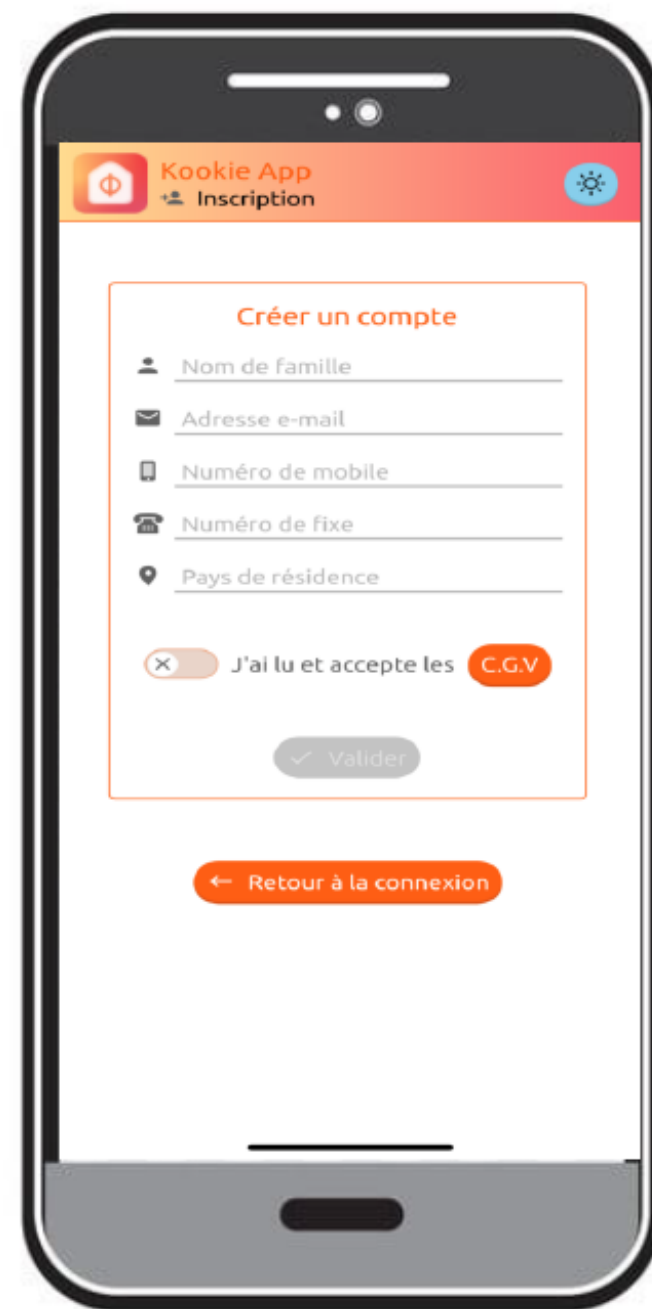 Kookie App
Inscription
Créer un compte
Nom de famille
Adresse e-mail
Numéro de mobile
Numéro de fixe
Pays de résidence
J'ai lu et accepte les C.G.V
Valider
Retour à la connexion